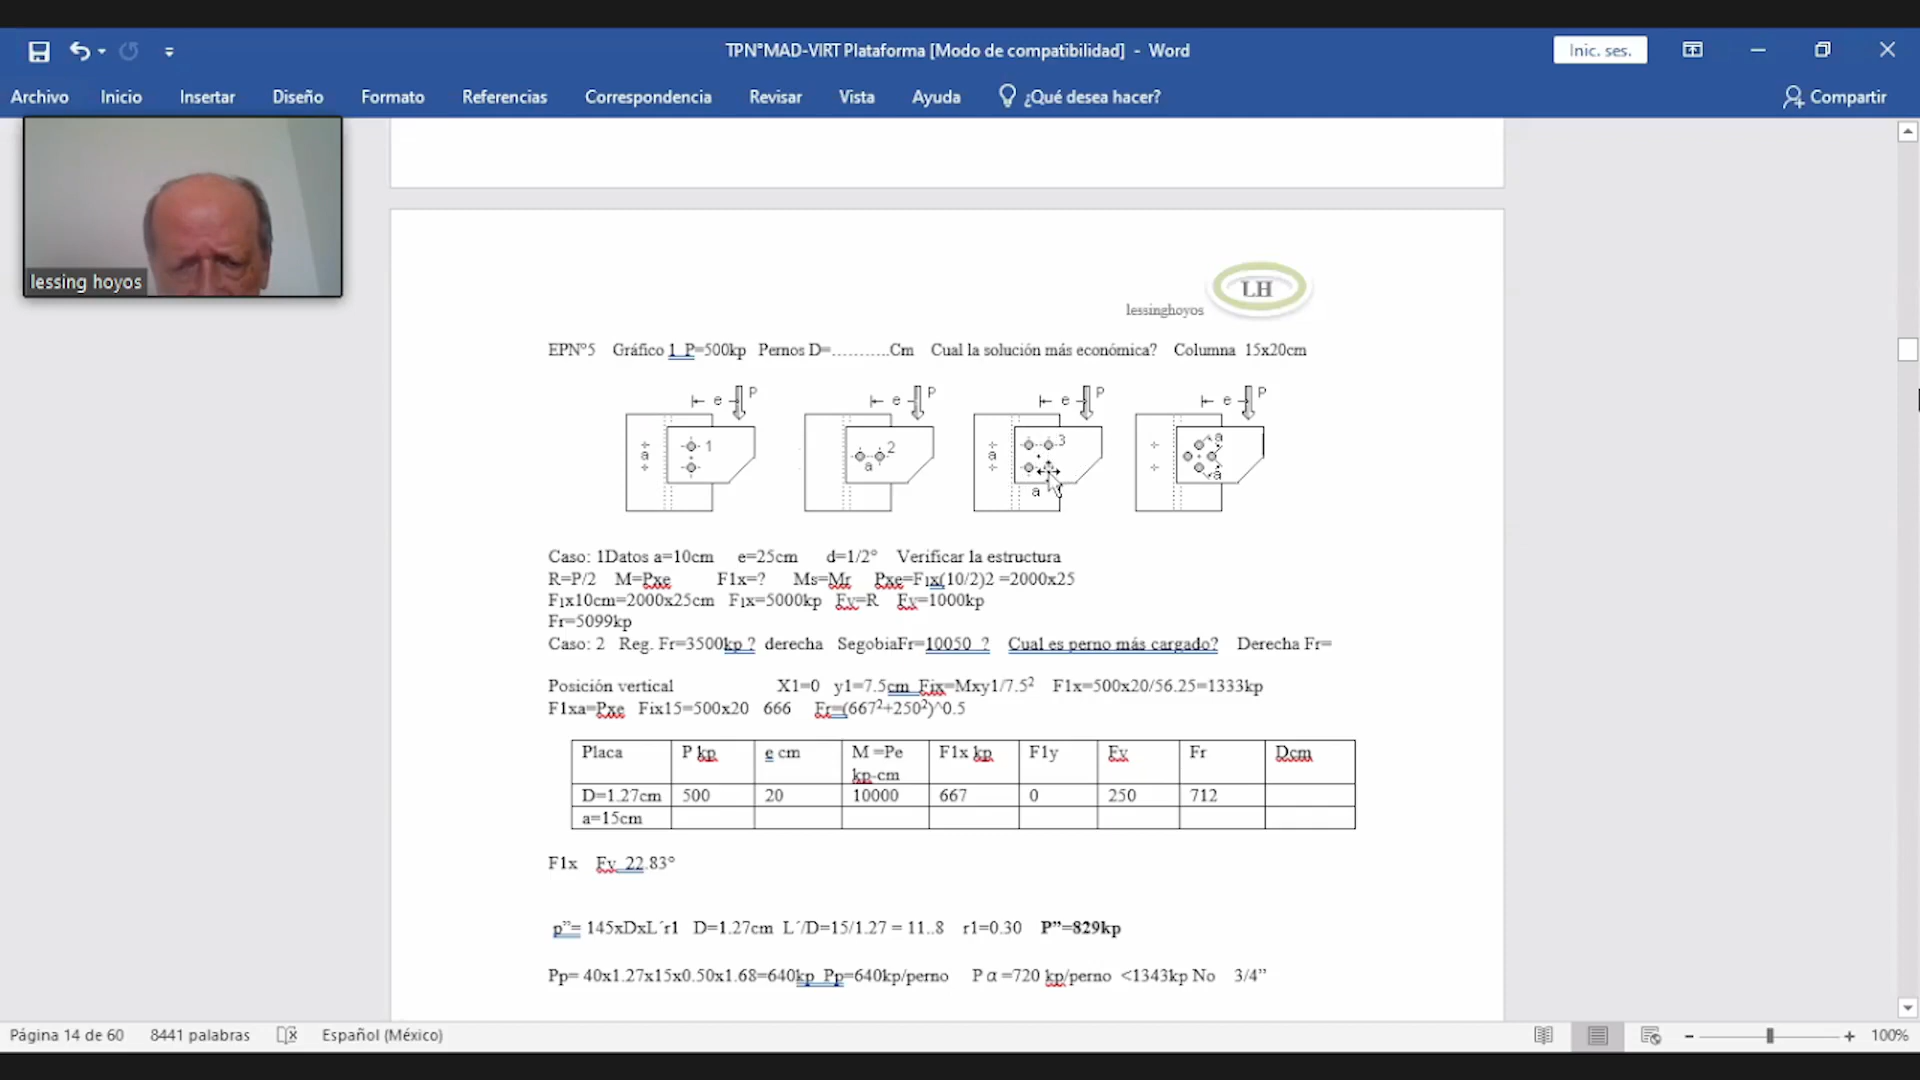 TPN°MAD-VIRT Plataforma [Modo de compatibilidad] - Word
Inic. ses.
Archivo Inicio Insertar Diseño Formato Referencias Correspondencia Revisar Vista Ayuda ¿Qué desea hacer? Compartir
lessing hoyos
LH
lessinghoyos
EPN°5 Gráfico 1 P=500kp Pernos D=..........Cm Cual la solución más económica? Columna 15x20cm
e P e P e P e P
a 1 a 2 a 3 a a a
Caso: 1Datos a=10cm e=25cm d=1/2° Verificar la estructura
R=P/2 M=Pxe F1x=? Ms=Mr Pxe=F1x(10/2)2 =2000x25
F1x10cm=2000x25cm F1x=5000kp Fv=R Fv=1000kp
Fr=5099kp
Caso: 2 Reg. Fr=3500kp ? derecha SegobiaFr=10050 ? Cual es perno más cargado? Derecha Fr=
Posición vertical X1=0 y1=7.5cm Fix=Mxy1/7.5² F1x=500x20/56.25=1333kp
F1xa=Pxe Fix15=500x20 666 Fr=(667²+250²)^0.5
Placa P kp e cm M =Pe kp-cm F1x kp F1y Fv Fr Dcm
D=1.27cm 500 20 10000 667 0 250 712
a=15cm
F1x Fv 22.83°
p”= 145xDxL´r1 D=1.27cm L´/D=15/1.27 = 11..8 r1=0.30 P”=829kp
Pp= 40x1.27x15x0.50x1.68=640kp Pp=640kp/perno P α =720 kp/perno <1343kp No 3/4”
Página 14 de 60 8441 palabras Español (México) 100%